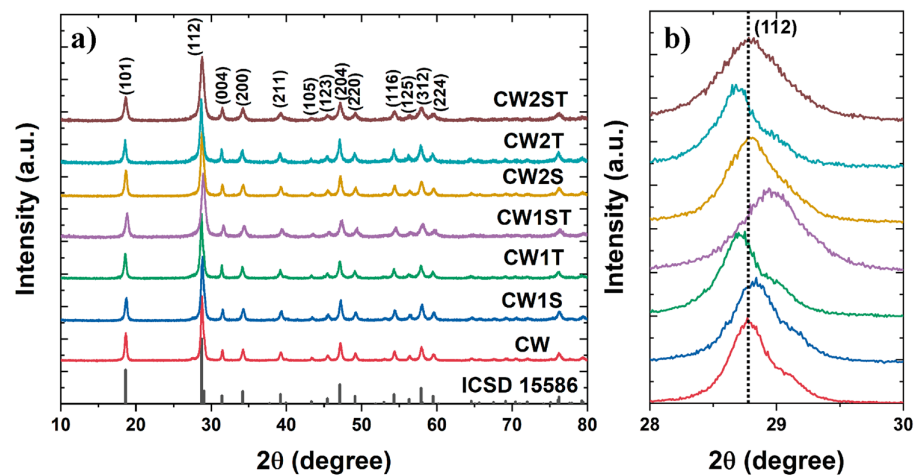 a)
(101)
(112)
(004)
(200)
(211)
(105)
(123)
(204)
(220)
(116)
(125)
(312)
(224)
CW2ST
CW2T
CW2S
CW1ST
CW1T
CW1S
CW
ICSD 15586
Intensity (a.u.)
10 20 30 40 50 60 70 80
2θ (degree)
b)
(112)
Intensity (a.u.)
28 29 30
2θ (degree)